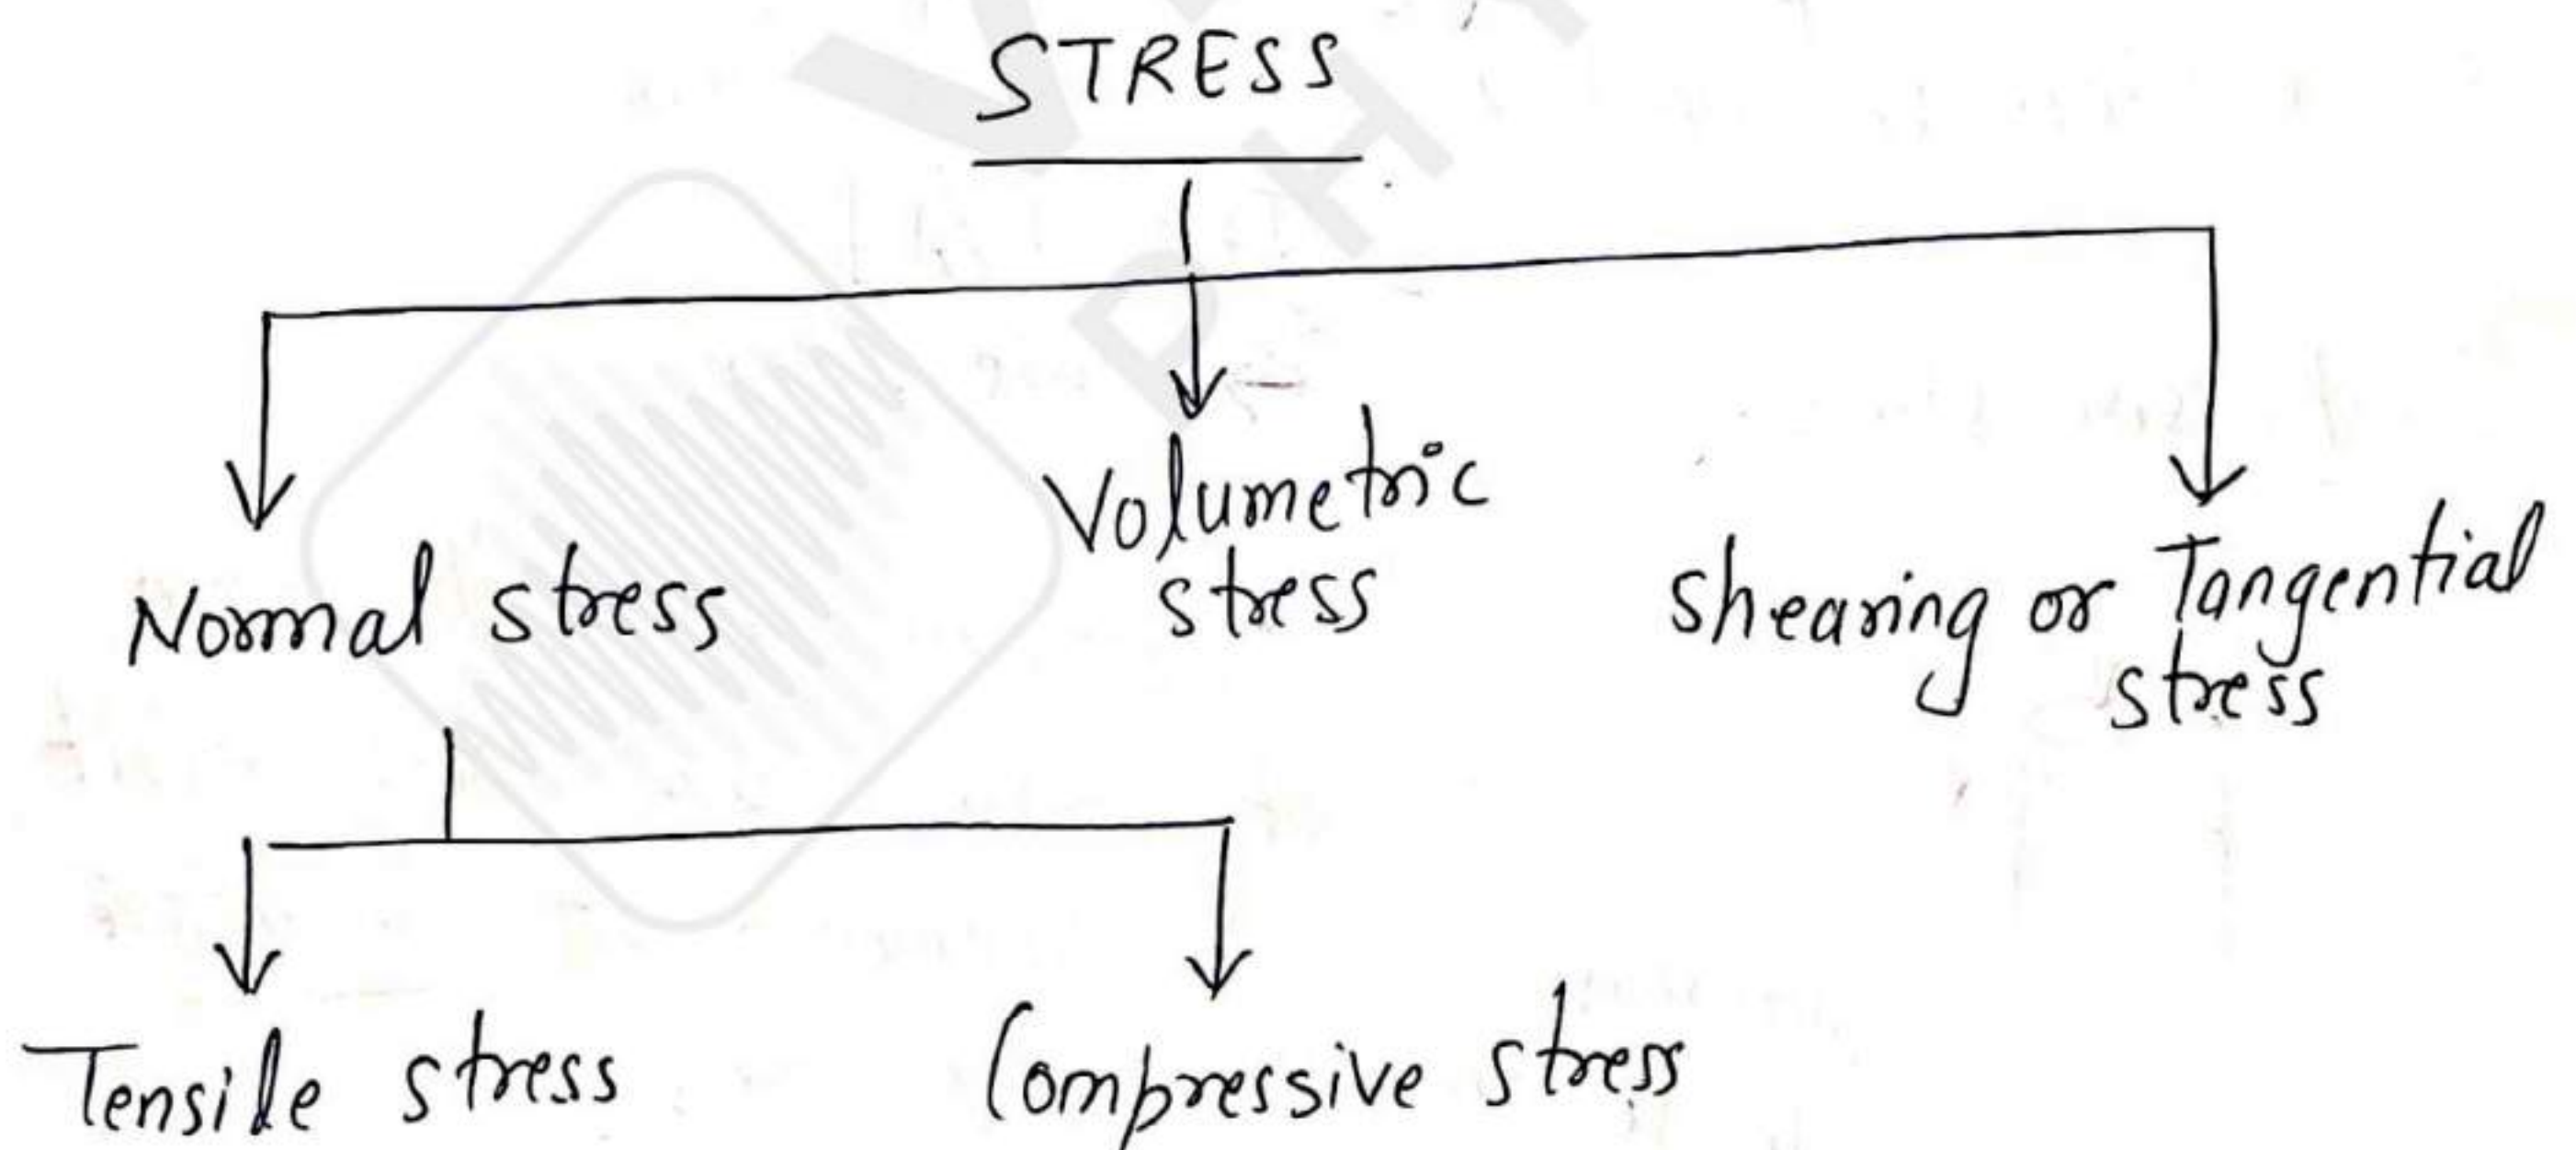 STRESS
Normal stress
Volumetric
stress
Shearing or Tangential
stress
Tensile stress
Compressive stress